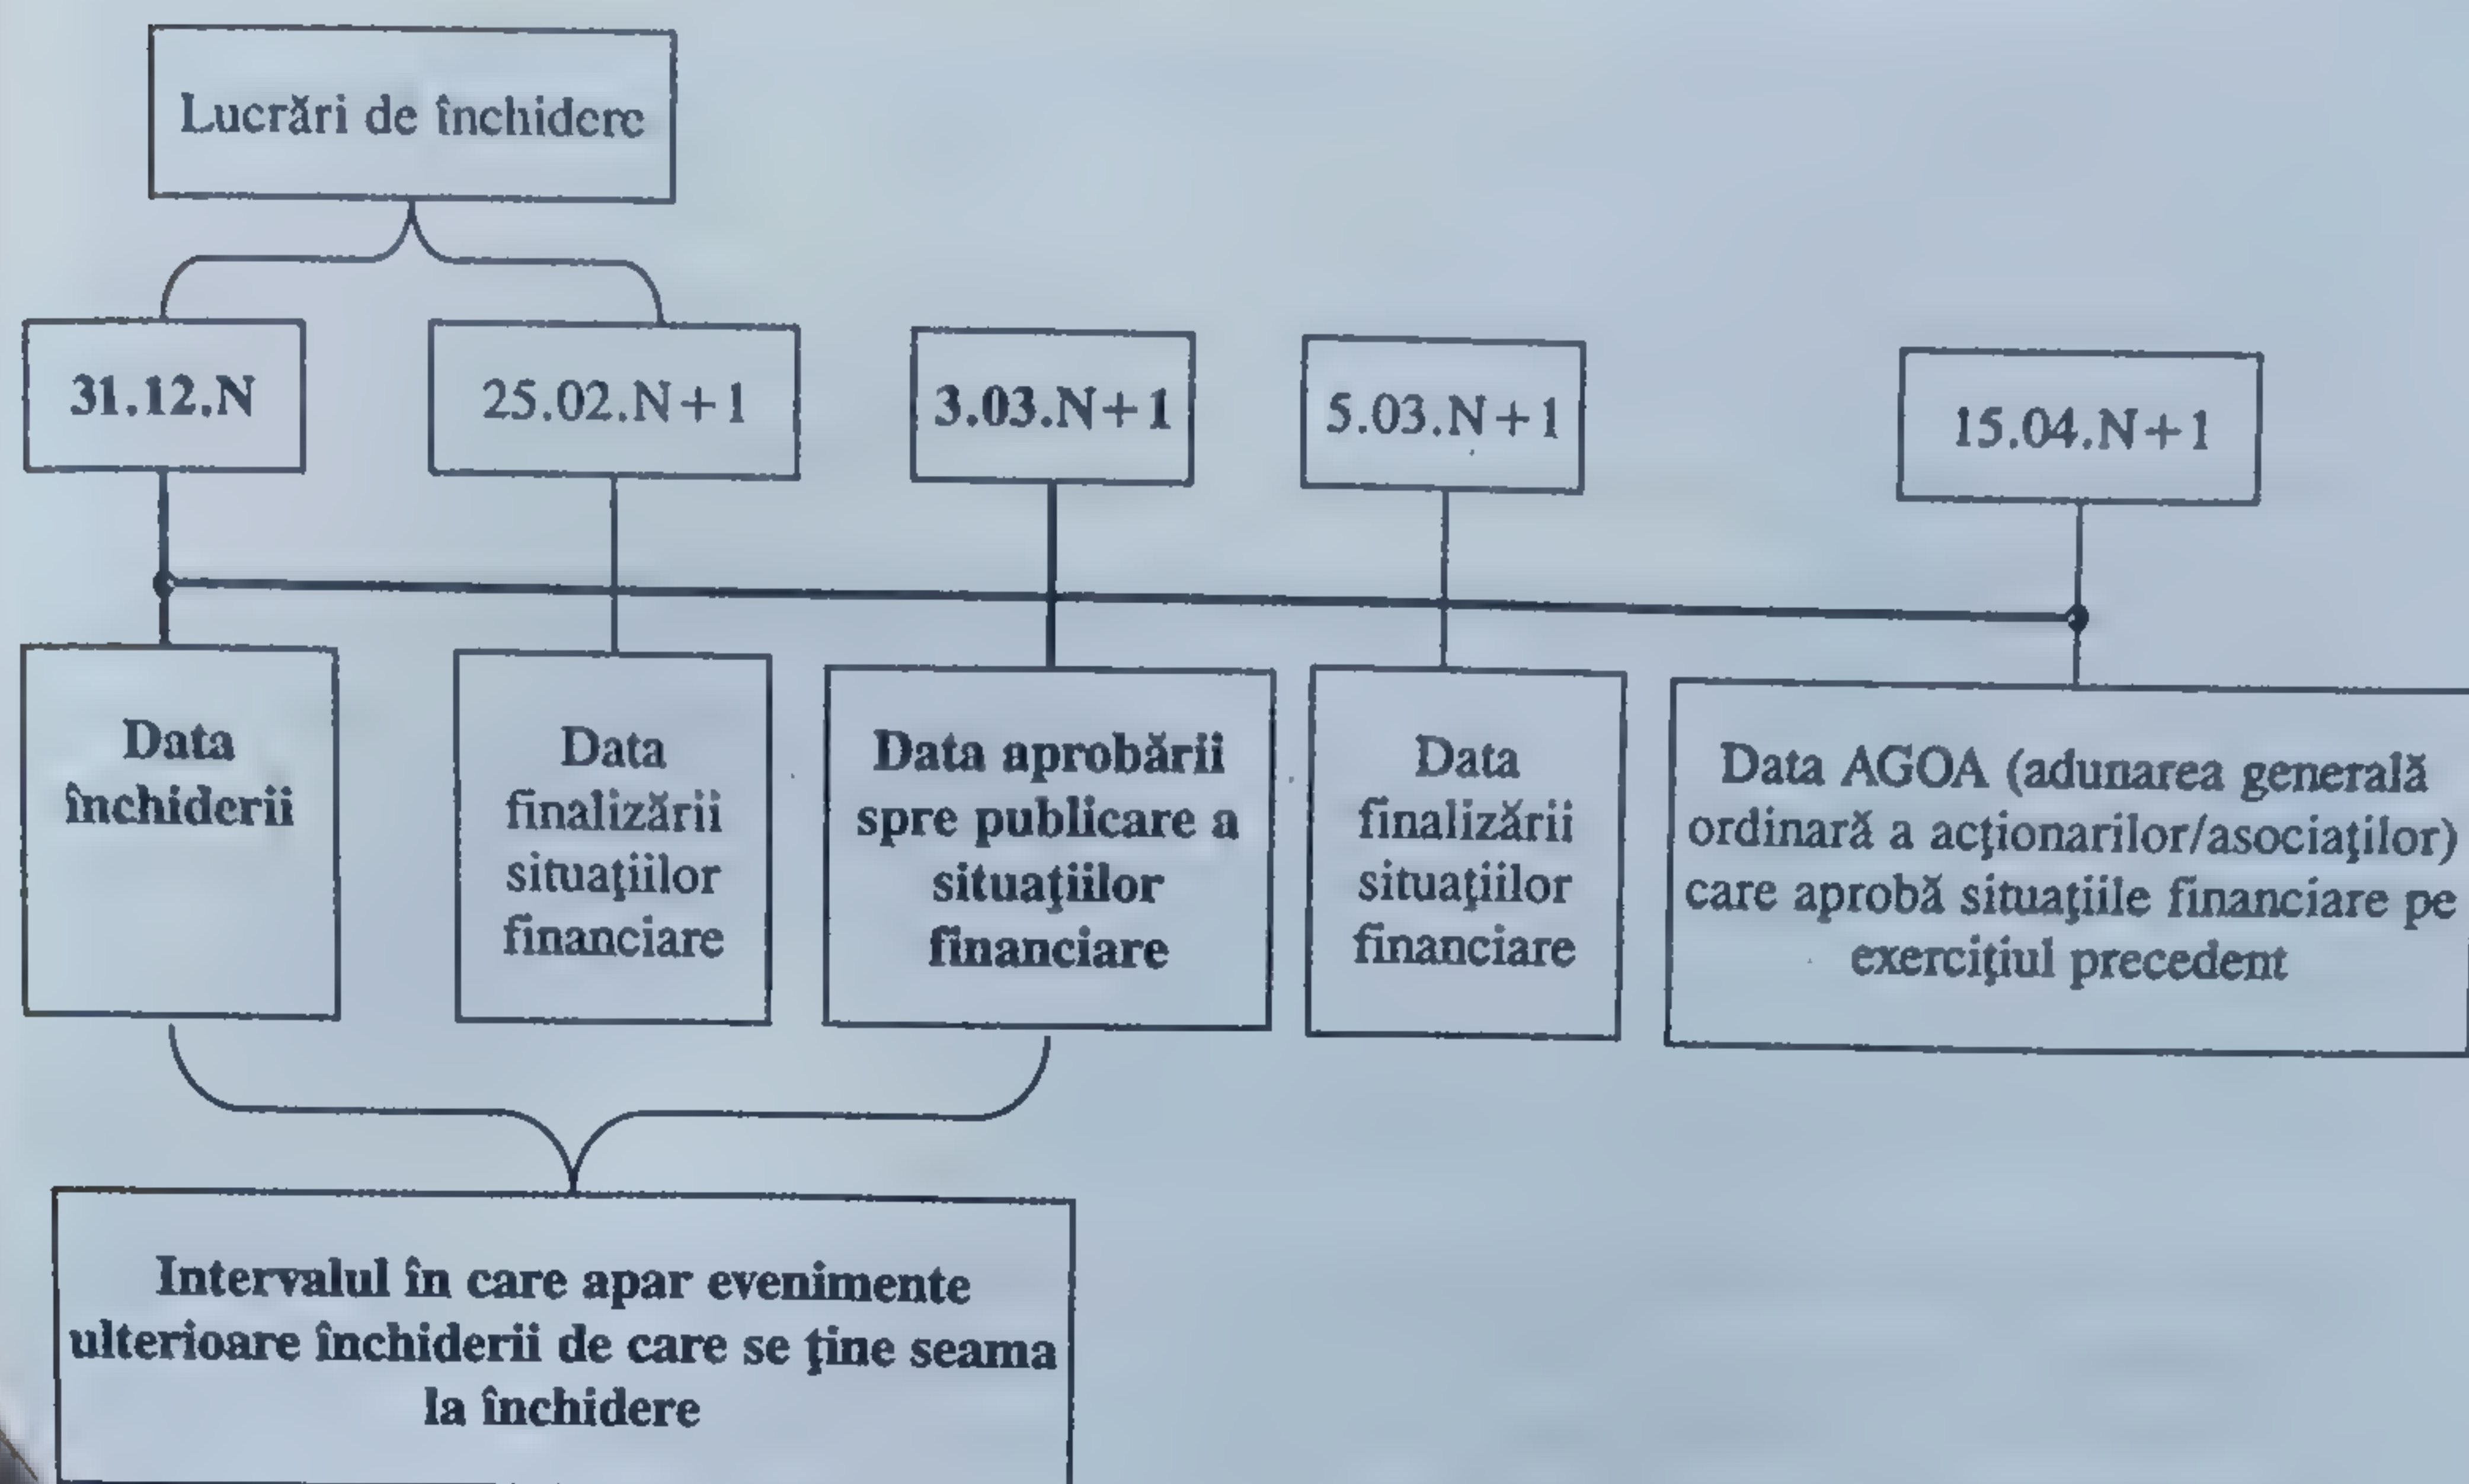 Lucrări de închidere
31.12.N
25.02.N+1
3.03.N+1
5.03.N+1
15.04.N+1
Data
închiderii
Data
finalizării
situaţiilor
financiare
Data aprobării
spre publicare a
situaţiilor
financiare
Data
finalizării
situaţiilor
financiare
Data AGOA (adunarea generală
ordinară a acţionarilor/asociaţilor)
care aprobă situaţiile financiare pe
exerciţiul precedent
Intervalul în care apar evenimente
ulterioare închiderii de care se ţine seama
la închidere